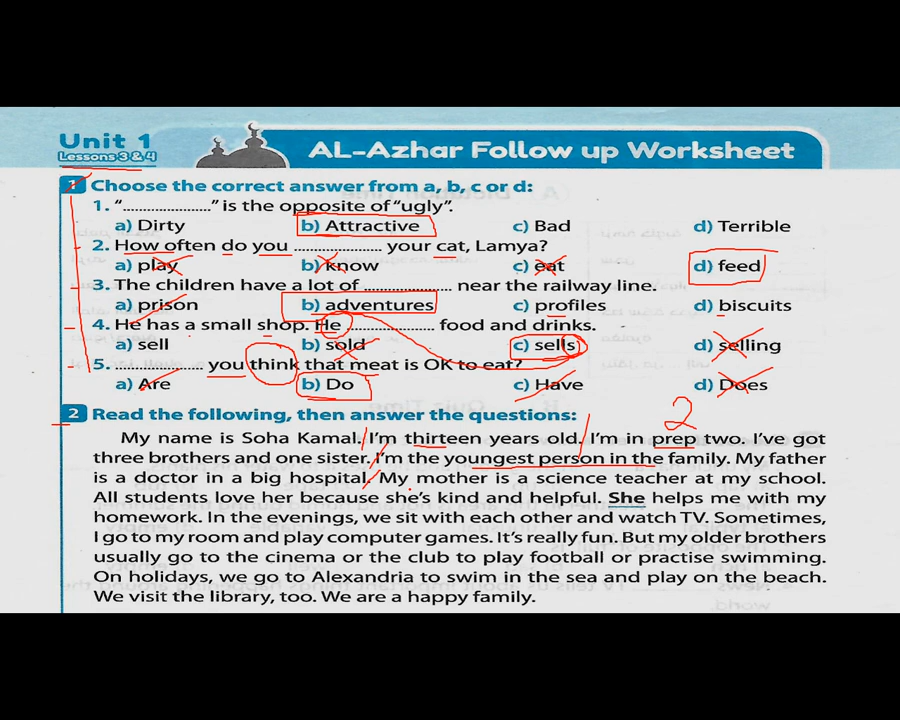 Unit 1
Lessons 3 & 4
AL-Azhar Follow up Worksheet
1 Choose the correct answer from a, b, c or d:
1. "......................" is the opposite of "ugly".
a) Dirty b) Attractive c) Bad d) Terrible
2. How often do you ...................... your cat, Lamya?
a) play b) know c) eat d) feed
3. The children have a lot of ...................... near the railway line.
a) prison b) adventures c) profiles d) biscuits
4. He has a small shop. He ...................... food and drinks.
a) sell b) sold c) sells d) selling
5. ...................... you think that meat is OK to eat?
a) Are b) Do c) Have d) Does
2 Read the following, then answer the questions:
2
My name is Soha Kamal. I'm thirteen years old. I'm in prep two. I've got
three brothers and one sister. I'm the youngest person in the family. My father
is a doctor in a big hospital. My mother is a science teacher at my school.
All students love her because she's kind and helpful. She helps me with my
homework. In the evenings, we sit with each other and watch TV. Sometimes,
I go to my room and play computer games. It's really fun. But my older brothers
usually go to the cinema or the club to play football or practise swimming.
On holidays, we go to Alexandria to swim in the sea and play on the beach.
We visit the library, too. We are a happy family.